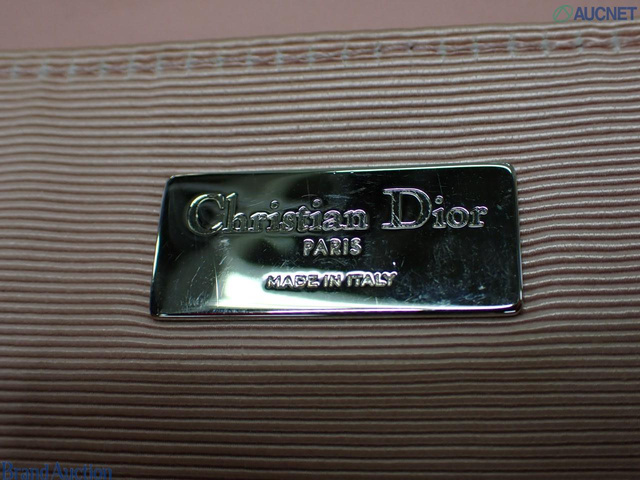 AUCNET
Christian Dior
PARIS
MADE IN ITALY
Brand Auction